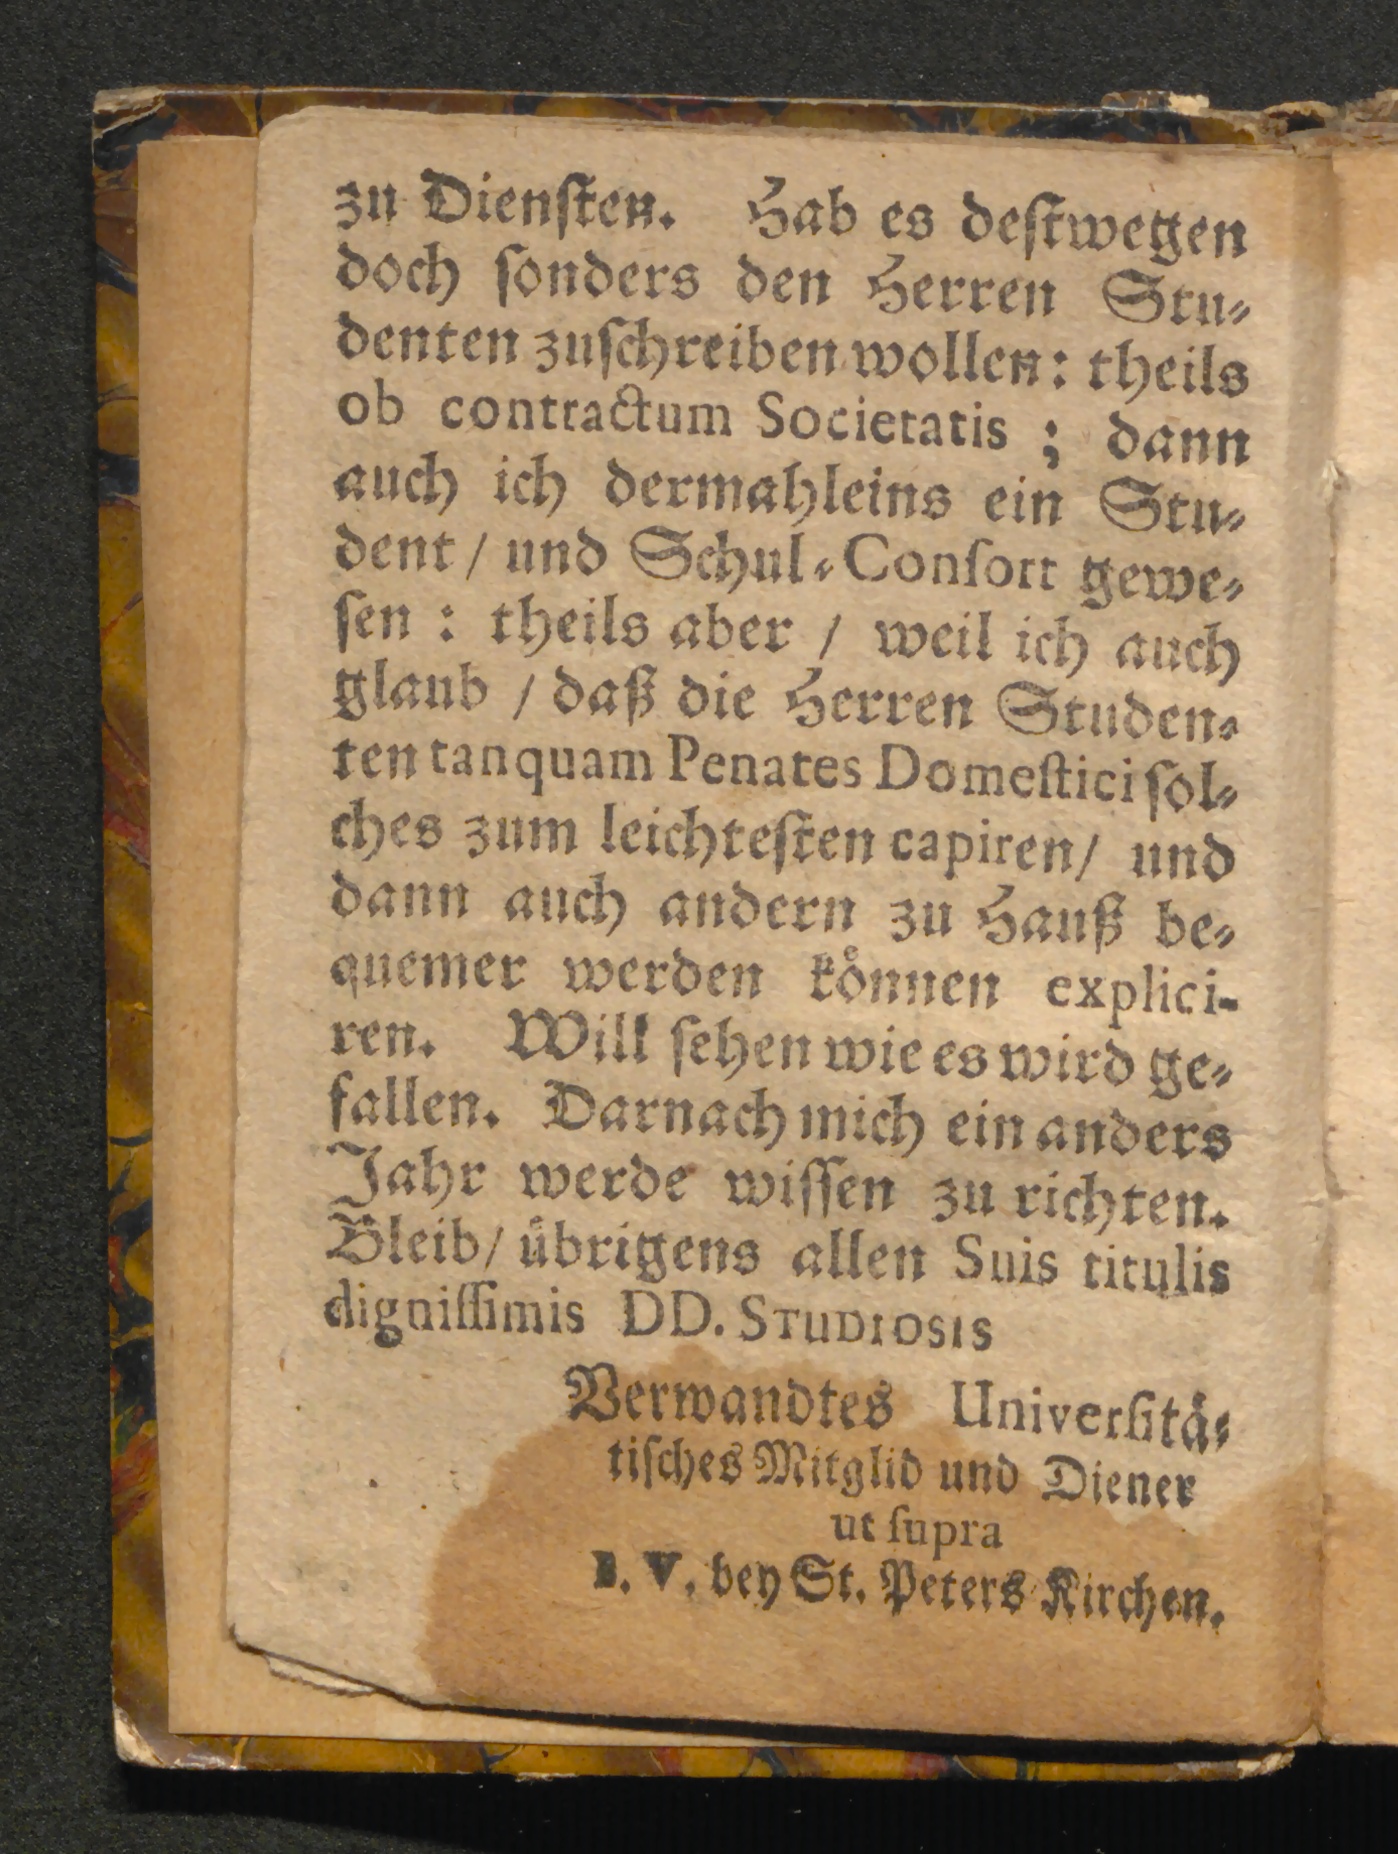 zu Diensten. Hab es destwegen
doch sonders den Herren Stu-
denten zuschreiben wollen: theils
ob contractum Societatis ; dann
auch ich dermahleins ein Stu-
dent / und Schul-Consort gewe-
sen : theils aber / weil ich auch
glaub / daß die Herren Studen-
ten tanquam Penates Domestici sol-
ches zum leichtesten capiren / und
dann auch andern zu Hauß be-
quemer werden koͤnnen explici-
ren. Will sehen wie es wird ge-
fallen. Darnach mich ein anders
Jahr werde wissen zu richten.
Bleib / uͤbrigens allen Suis titulis
dignissimis DD. STUDIOSIS
Verwandtes Universitä-
tisches Mitglid und Diener
ut supra
I. V. bey St. Peters Kirchen.